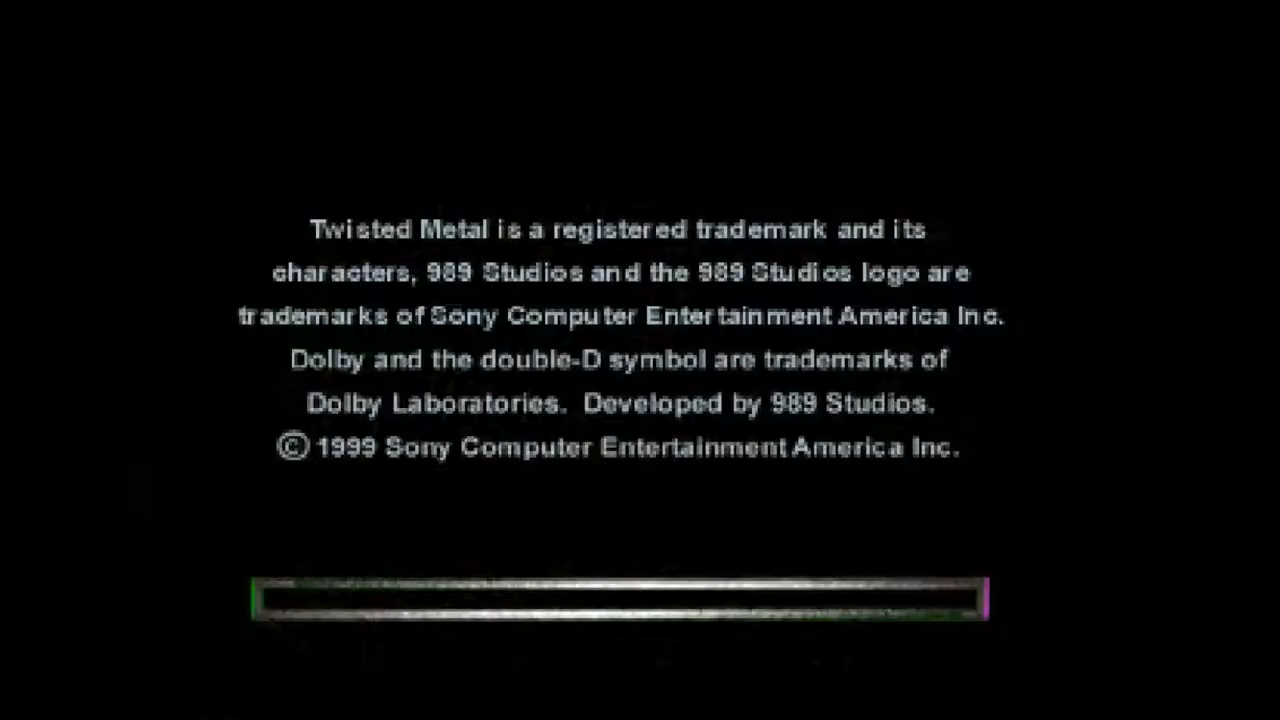 Twisted Metal is a registered trademark and its
characters, 989 Studios and the 989 Studios logo are
trademarks of Sony Computer Entertainment America Inc.
Dolby and the double-D symbol are trademarks of
Dolby Laboratories. Developed by 989 Studios.
© 1999 Sony Computer Entertainment America Inc.